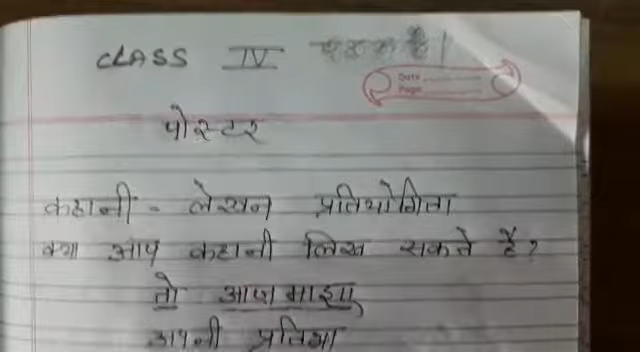 CLASS IV
Date
Page
पोस्टर
कहानी - लेखन प्रतियोगिता
क्या आप कहानी लिख सकते है?
तो आजमाइए
अपनी प्रतिभा